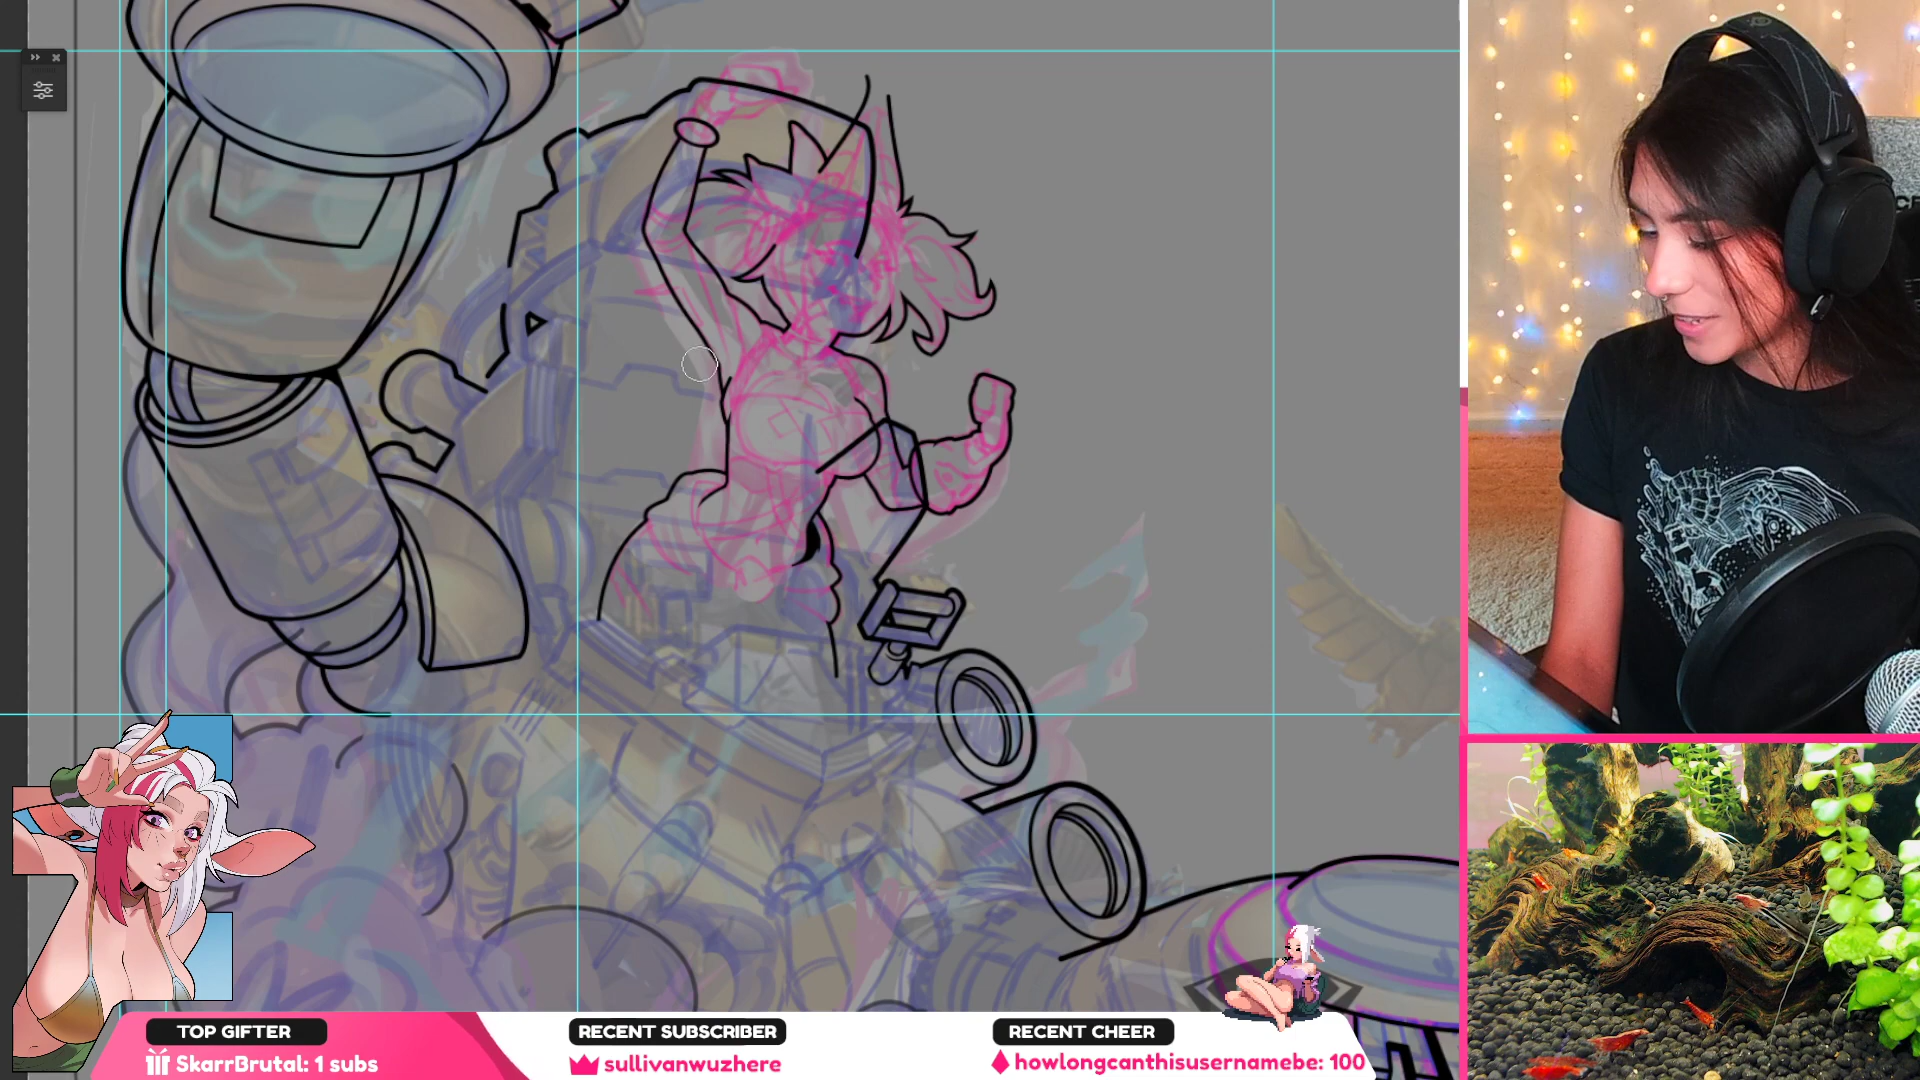 TOP GIFTER
SkarrBrutal: 1 subs
RECENT SUBSCRIBER
sullivanwuzhere
RECENT CHEER
howlongcanthisusernamebe: 100